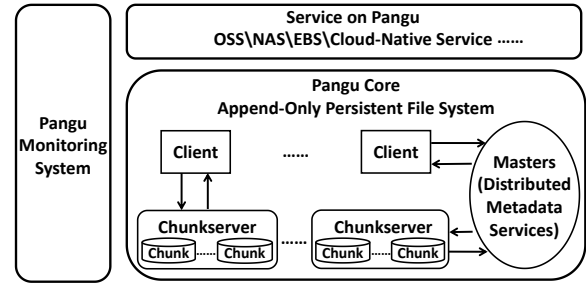 Service on Pangu
OSS\NAS\EBS\Cloud-Native Service ......
Pangu
Monitoring
System
Pangu Core
Append-Only Persistent File System
Client
......
Client
Masters
(Distributed
Metadata
Services)
Chunkserver
Chunk ...... Chunk
......
Chunkserver
Chunk ...... Chunk